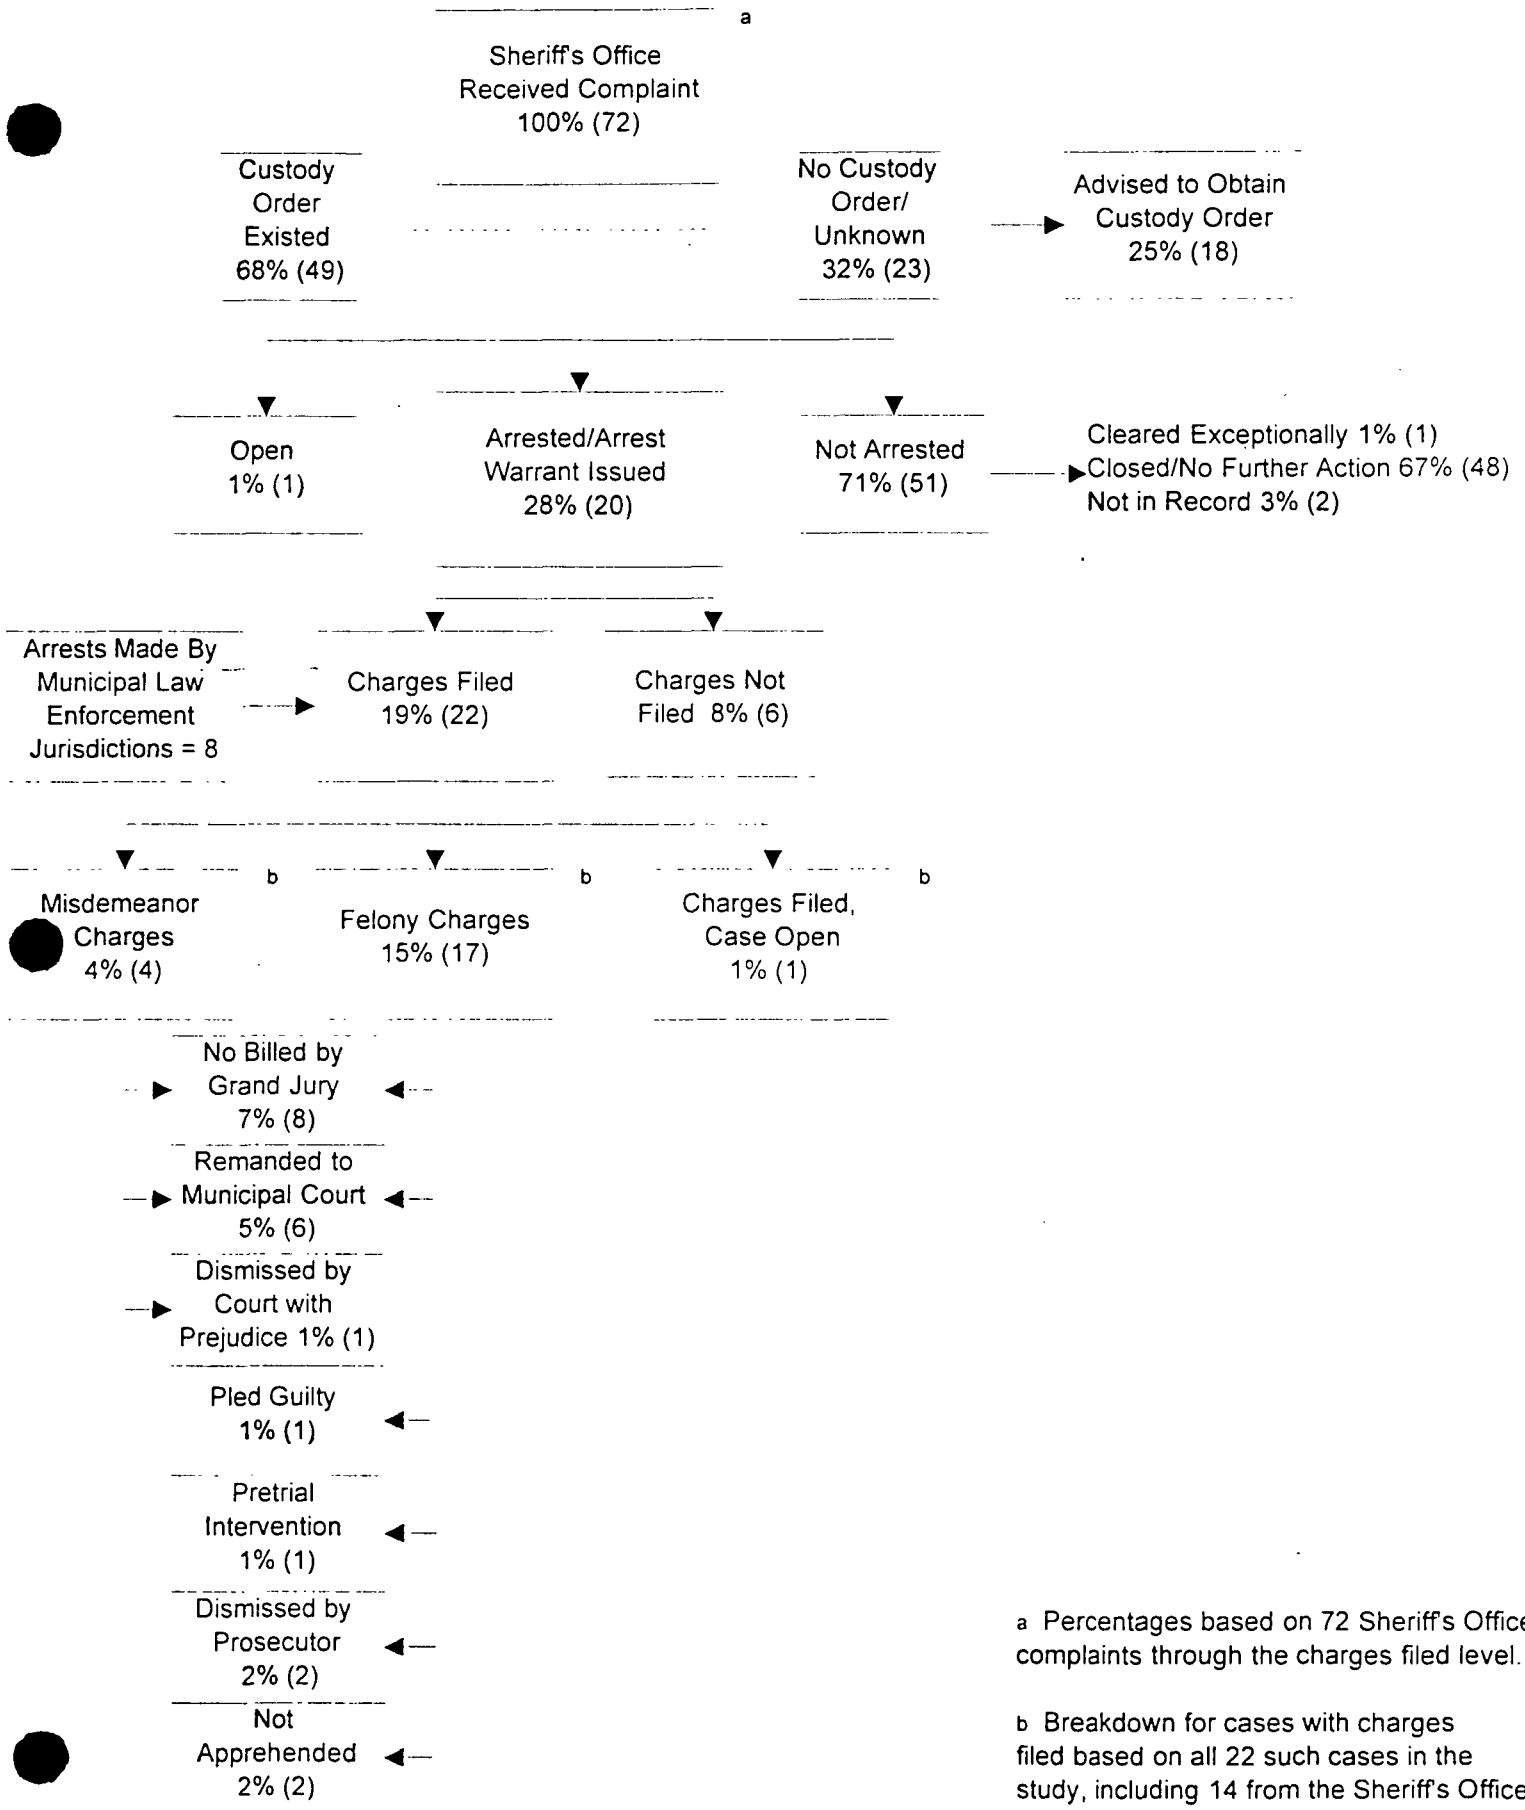 a
Sheriff's Office
Received Complaint
100% (72)
Custody
Order
Existed
68% (49)
No Custody
Order/
Unknown
32% (23)
Advised to Obtain
Custody Order
25% (18)
Open
1% (1)
Arrested/Arrest
Warrant Issued
28% (20)
Not Arrested
71% (51)
Cleared Exceptionally 1% (1)
Closed/No Further Action 67% (48)
Not in Record 3% (2)
Arrests Made By
Municipal Law
Enforcement
Jurisdictions = 8
Charges Filed
19% (22)
Charges Not
Filed 8% (6)
b
Misdemeanor
Charges
4% (4)
b
Felony Charges
15% (17)
b
Charges Filed,
Case Open
1% (1)
No Billed by
Grand Jury
7% (8)
Remanded to
Municipal Court
5% (6)
Dismissed by
Court with
Prejudice 1% (1)
Pled Guilty
1% (1)
Pretrial
Intervention
1% (1)
Dismissed by
Prosecutor
2% (2)
Not
Apprehended
2% (2)
a Percentages based on 72 Sheriff's Office
complaints through the charges filed level.
b Breakdown for cases with charges
filed based on all 22 such cases in the
study, including 14 from the Sheriff's Office